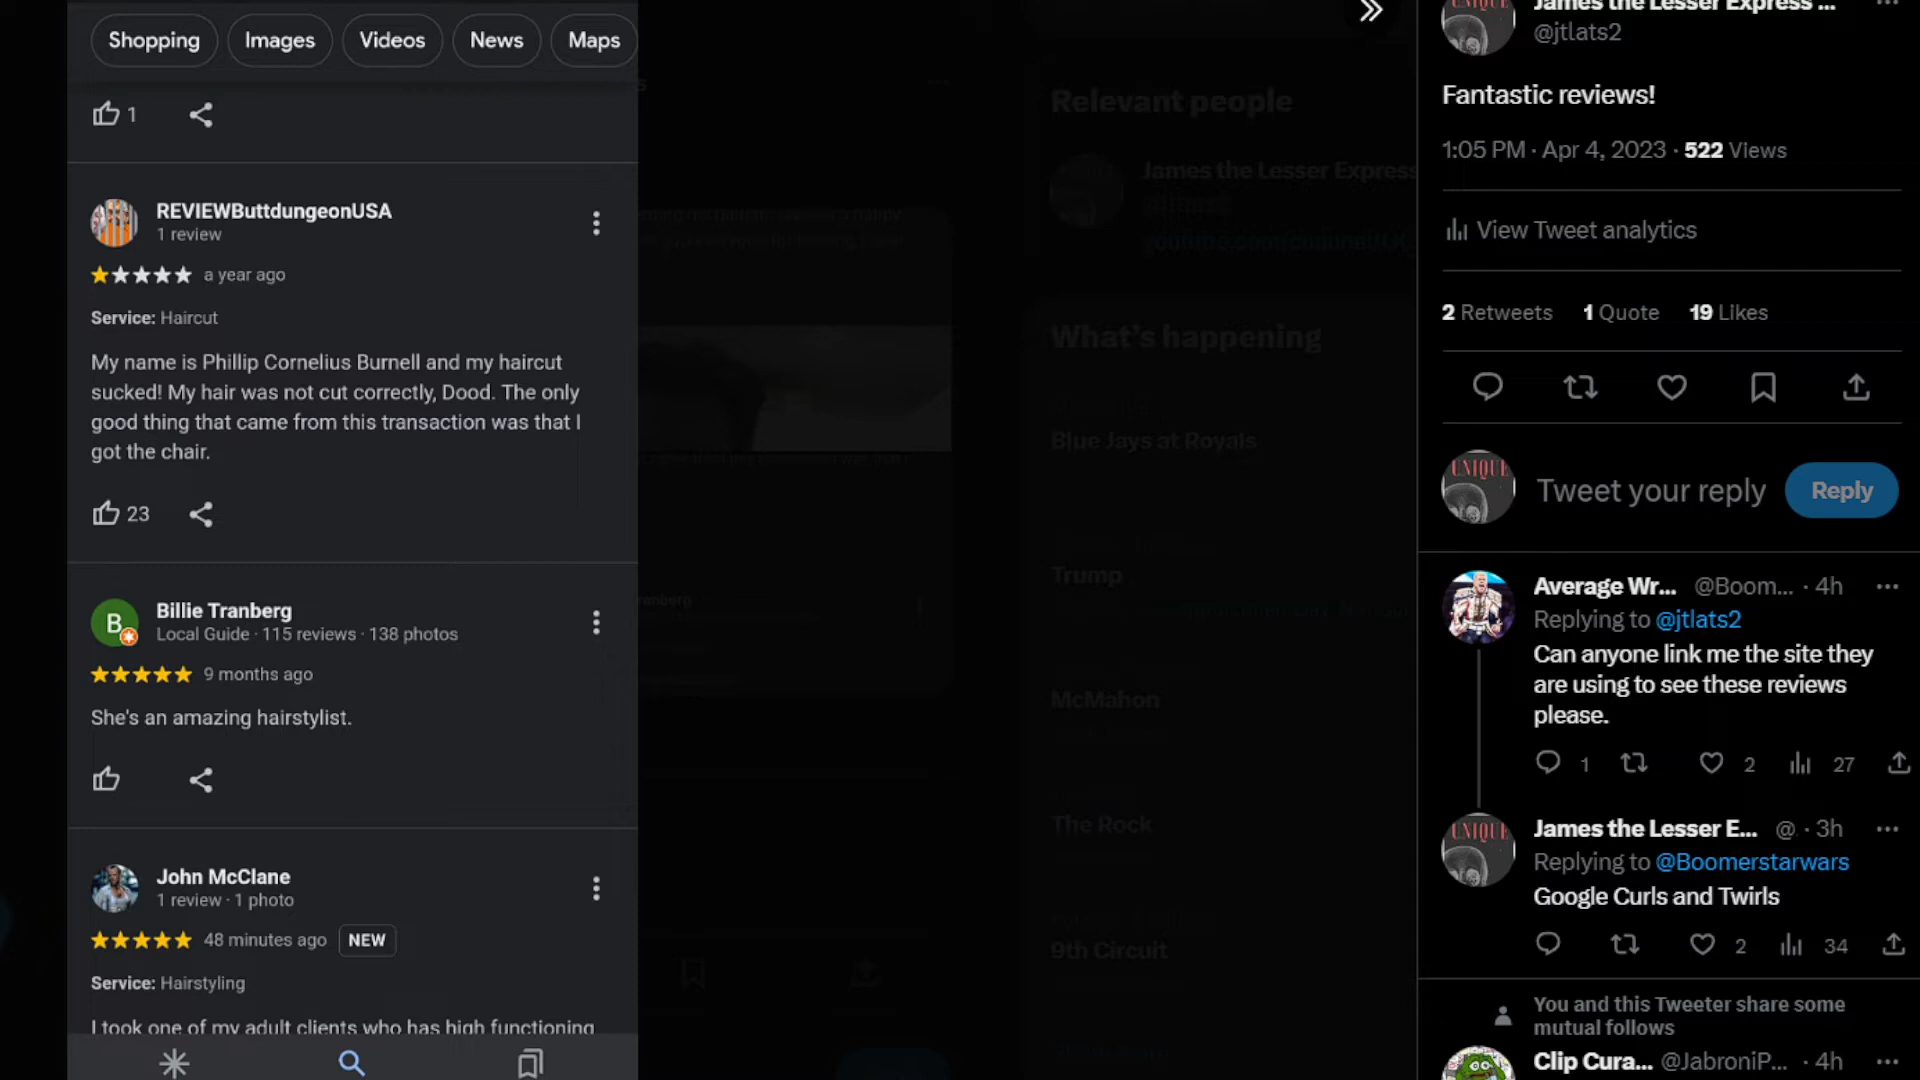 Shopping
Images
Videos
News
Maps
1
REVIEWButtdungeonUSA
1 review
a year ago
Service: Haircut
My name is Phillip Cornelius Burnell and my haircut
sucked! My hair was not cut correctly, Dood. The only
good thing that came from this transaction was that I
got the chair.
23
Billie Tranberg
Local Guide · 115 reviews · 138 photos
9 months ago
She's an amazing hairstylist.
John McClane
1 review · 1 photo
48 minutes ago
NEW
Service: Hairstyling
I took one of my adult clients who has high functioning
Relevant people
James the Lesser Express
What's happening
Blue Jays at Royals
Trump
McMahon
The Rock
9th Circuit
UNIQUE
James the Lesser Express ...
@jtlats2
Fantastic reviews!
1:05 PM · Apr 4, 2023 · 522 Views
View Tweet analytics
2 Retweets 1 Quote 19 Likes
UNIQUE
Tweet your reply
Reply
Average Wr... @Boom... · 4h
Replying to @jtlats2
Can anyone link me the site they
are using to see these reviews
please.
1 2 27
UNIQUE
James the Lesser E... @ · 3h
Replying to @Boomerstarwars
Google Curls and Twirls
2 34
You and this Tweeter share some
mutual follows
Clip Cura... @JabroniP... · 4h